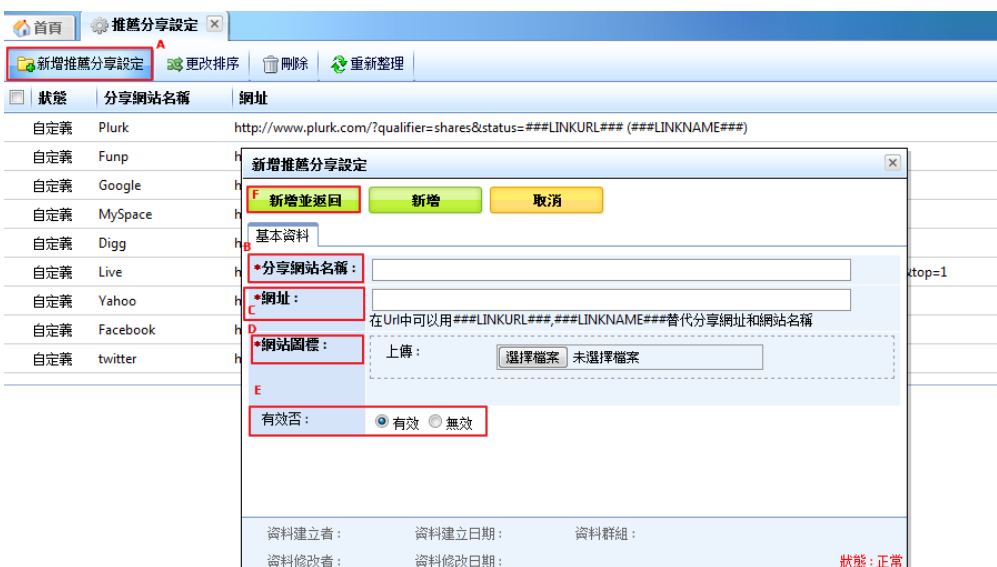 首頁 推薦分享設定
A
新增推薦分享設定 更改排序 刪除 重新整理
狀態 分享網站名稱 網址
自定義 Plurk http://www.plurk.com/?qualifier=shares&status=###LINKURL### (###LINKNAME###)
自定義 Funp h
自定義 Google h
自定義 MySpace h
自定義 Digg h
自定義 Live h &top=1
自定義 Yahoo h
自定義 Facebook h
自定義 twitter h
新增推薦分享設定
F 新增並返回 新增 取消
基本資料
B
*分享網站名稱：
*網址：
C
在Url中可以用###LINKURL###,###LINKNAME###替代分享網址和網站名稱
D
*網站圖標： 上傳： 選擇檔案 未選擇檔案
E
有效否： 有效 無效
資料建立者： 資料建立日期： 資料群組：
資料修改者： 資料修改日期： 狀態：正常